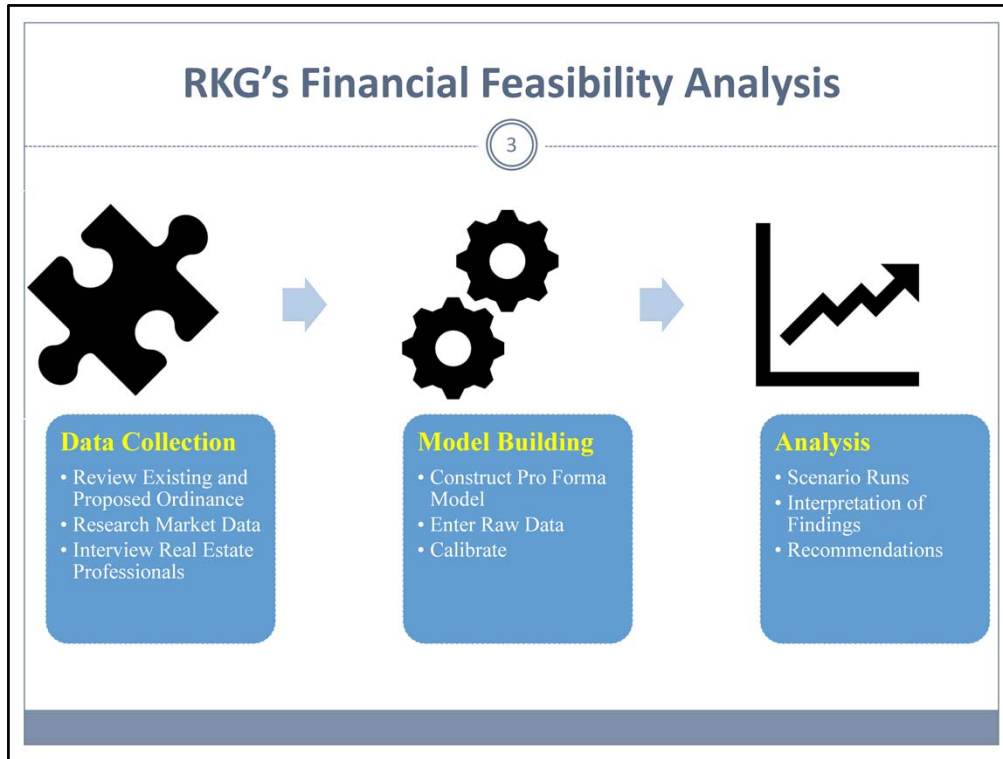 RKG's Financial Feasibility Analysis
3
Data Collection
• Review Existing and
Proposed Ordinance
• Research Market Data
• Interview Real Estate
Professionals
Model Building
• Construct Pro Forma
Model
• Enter Raw Data
• Calibrate
Analysis
• Scenario Runs
• Interpretation of
Findings
• Recommendations